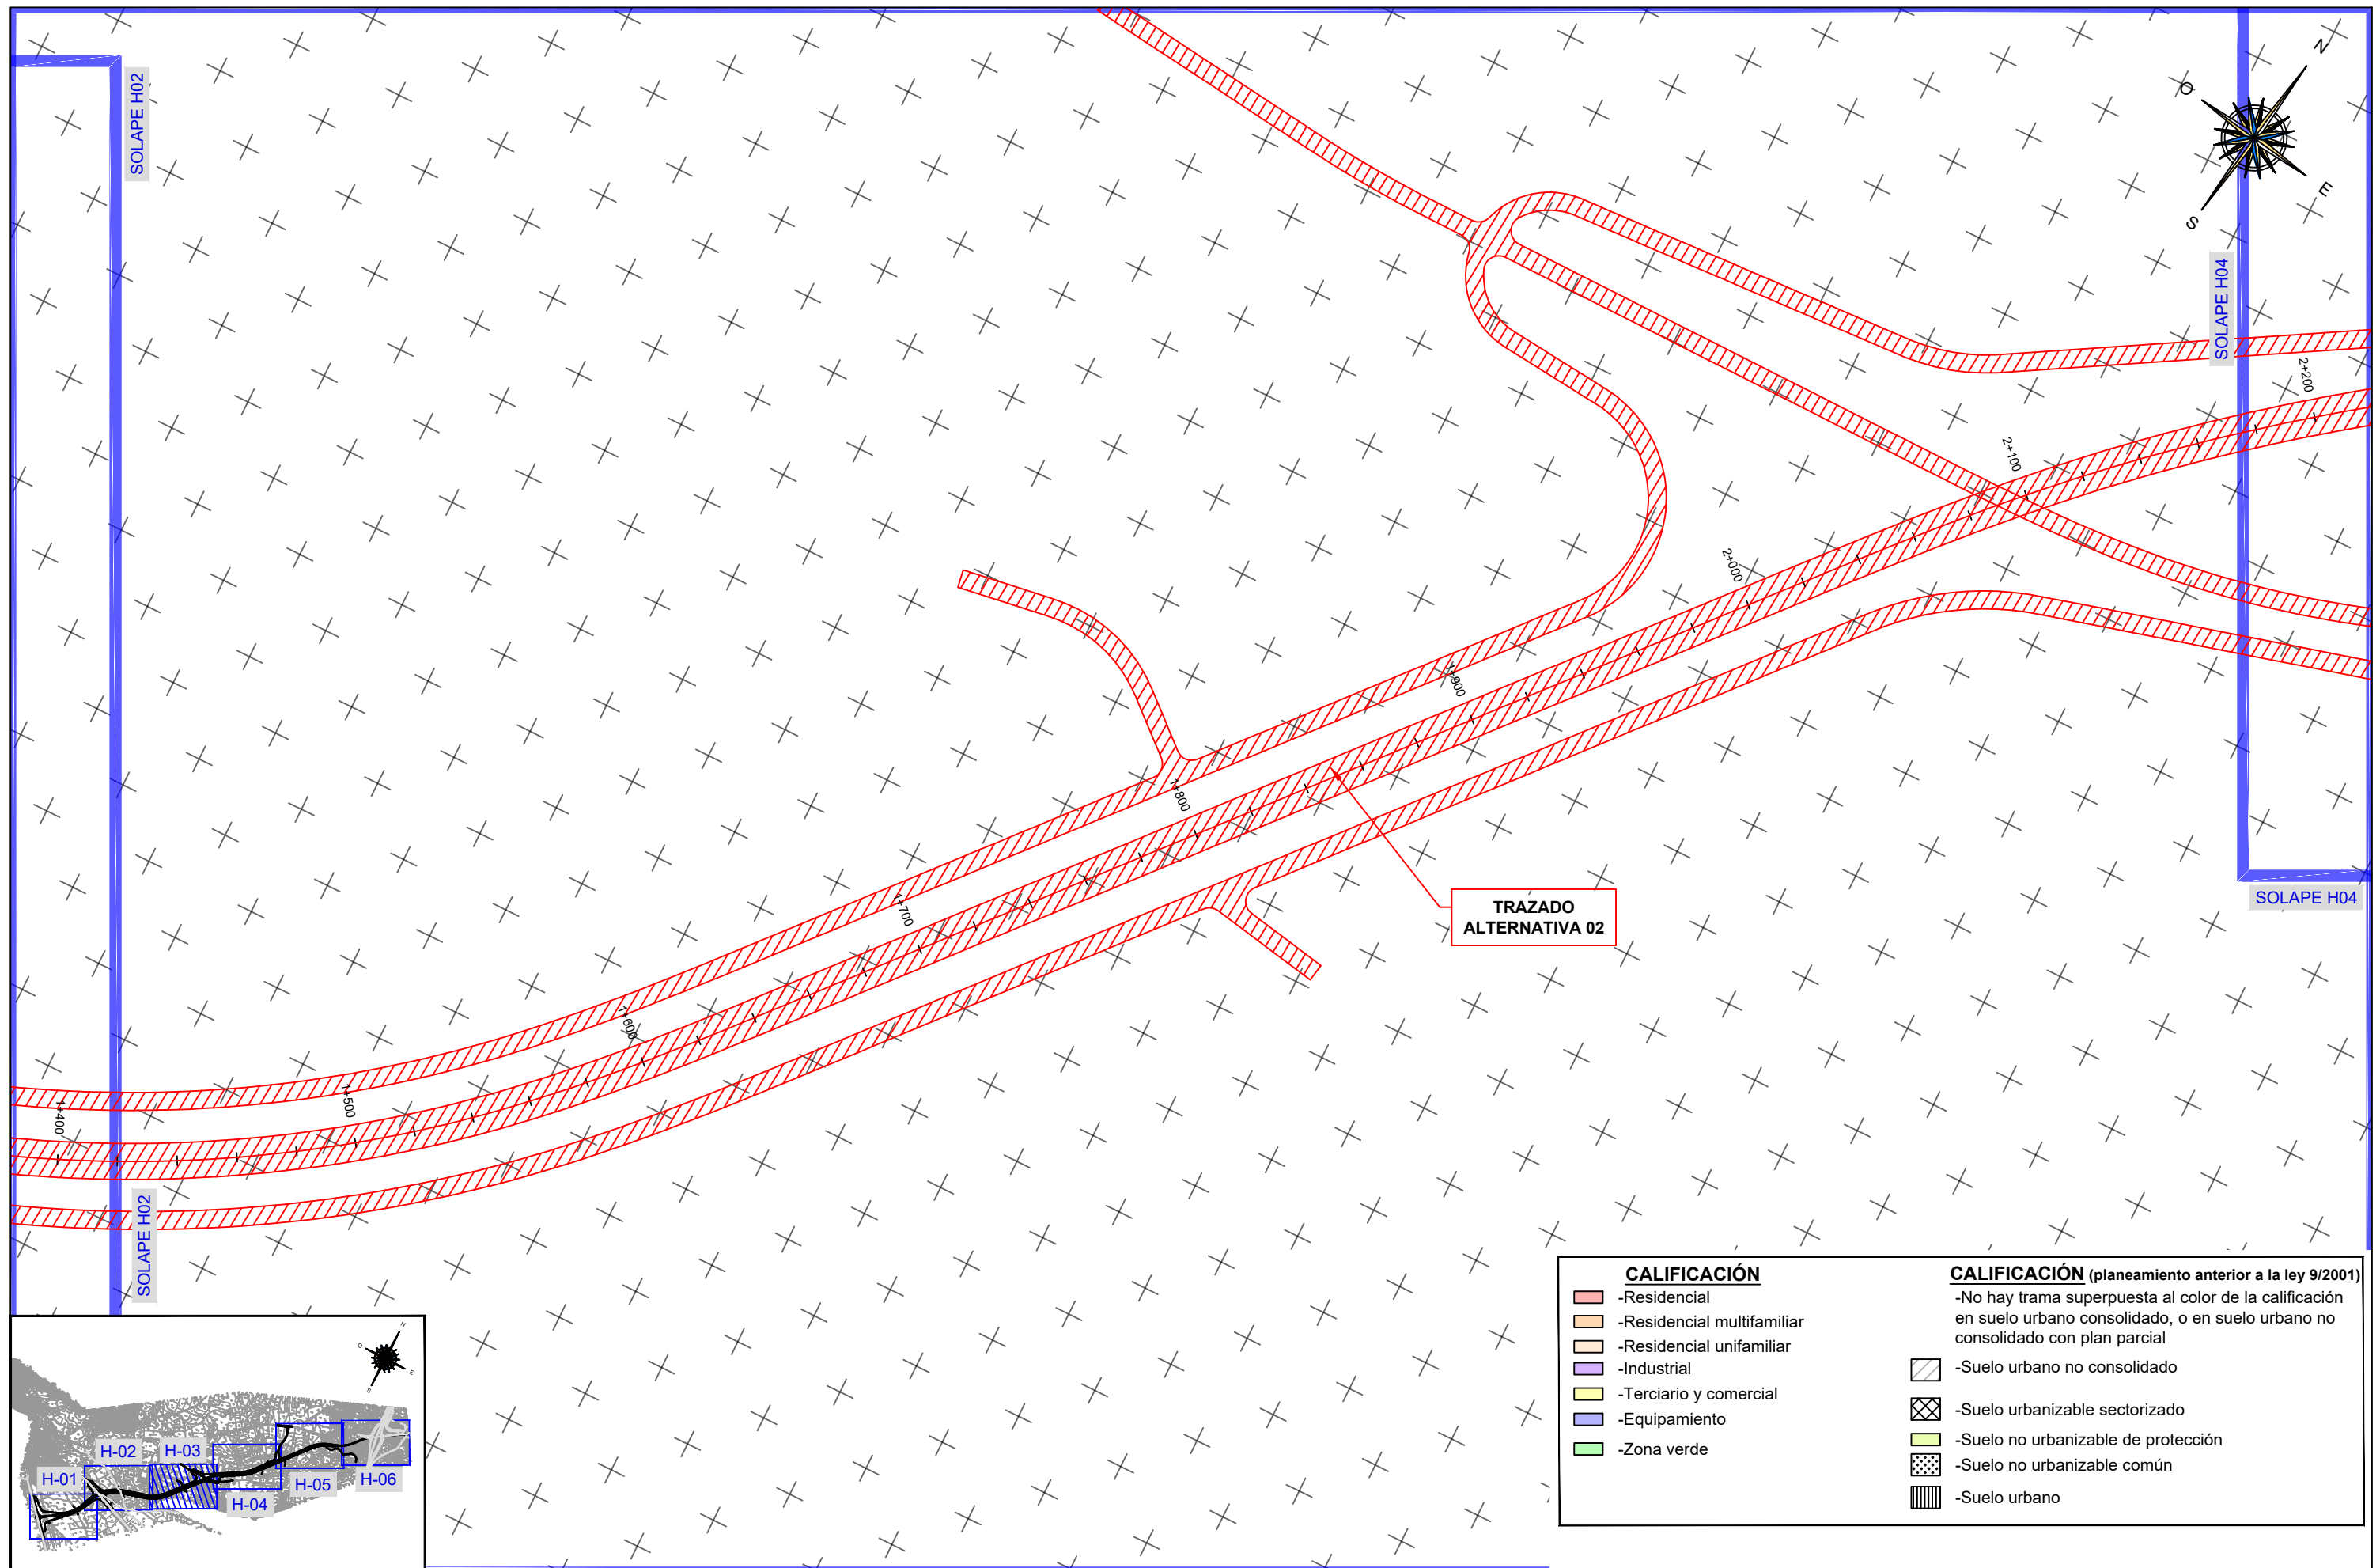 SOLAPE H02
N
O
E
S
SOLAPE H04
2+200
2+100
2+000
1+900
1+800
1+700
1+600
1+500
1+400
SOLAPE H04
TRAZADO
ALTERNATIVA 02
SOLAPE H02
CALIFICACIÓN
-Residencial
-Residencial multifamiliar
-Residencial unifamiliar
-Industrial
-Terciario y comercial
-Equipamiento
-Zona verde
CALIFICACIÓN (planeamiento anterior a la ley 9/2001)
-No hay trama superpuesta al color de la calificación
en suelo urbano consolidado, o en suelo urbano no
consolidado con plan parcial
-Suelo urbano no consolidado
-Suelo urbanizable sectorizado
-Suelo no urbanizable de protección
-Suelo no urbanizable común
-Suelo urbano
N
O
E
S
H-01
H-02
H-03
H-04
H-05
H-06